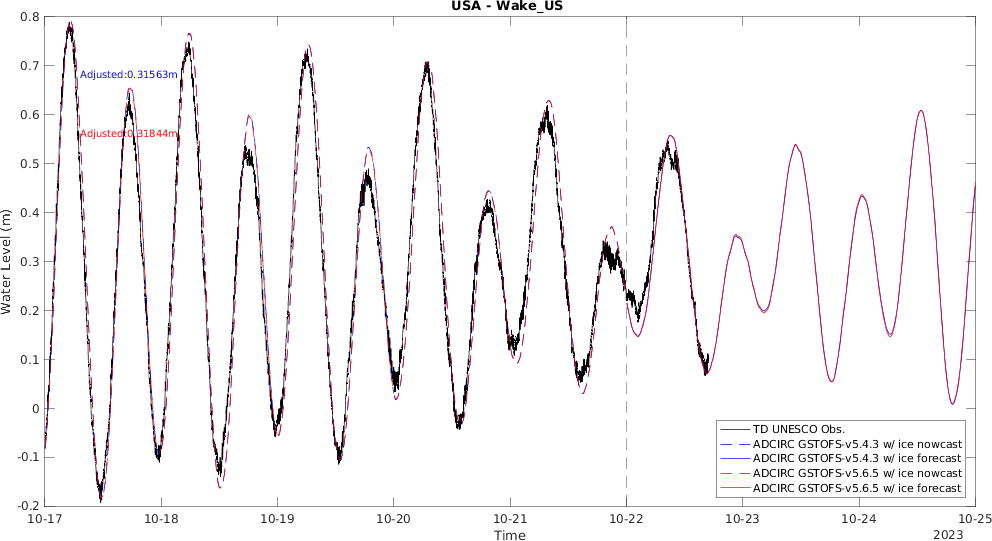 USA - Wake_US
0.8
0.7
0.6
0.5
0.4
0.3
0.2
0.1
0
-0.1
-0.2
Water Level (m)
Adjusted:0.31563m
Adjusted:0.31844m
TD UNESCO Obs.
ADCIRC GSTOFS-v5.4.3 w/ ice nowcast
ADCIRC GSTOFS-v5.4.3 w/ ice forecast
ADCIRC GSTOFS-v5.6.5 w/ ice nowcast
ADCIRC GSTOFS-v5.6.5 w/ ice forecast
10-17 10-18 10-19 10-20 10-21 10-22 10-23 10-24 10-25
Time
2023